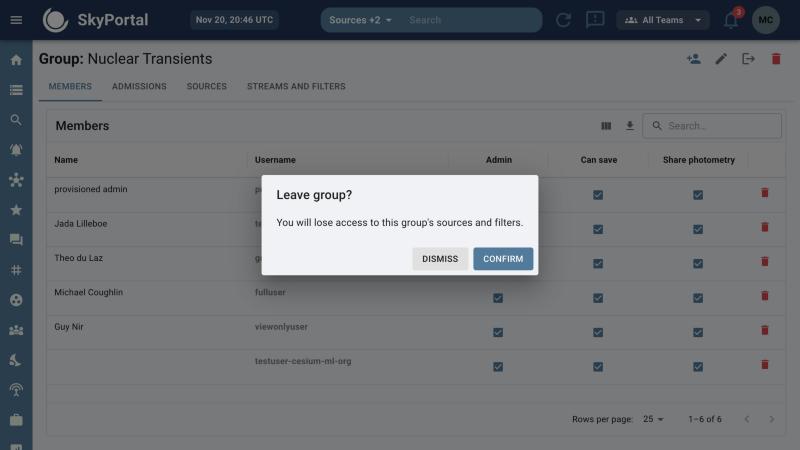 SkyPortal
Nov 20, 20:46 UTC
Sources +2
Search
All Teams
3
MC
Group: Nuclear Transients
MEMBERS
ADMISSIONS
SOURCES
STREAMS AND FILTERS
Members
Search...
Name
Username
Admin
Can save
Share photometry
provisioned admin
Jada Lilleboe
Theo du Laz
Michael Coughlin
fulluser
Guy Nir
viewonlyuser
testuser-cesium-ml-org
Leave group?
You will lose access to this group's sources and filters.
DISMISS
CONFIRM
Rows per page:
25
1–6 of 6